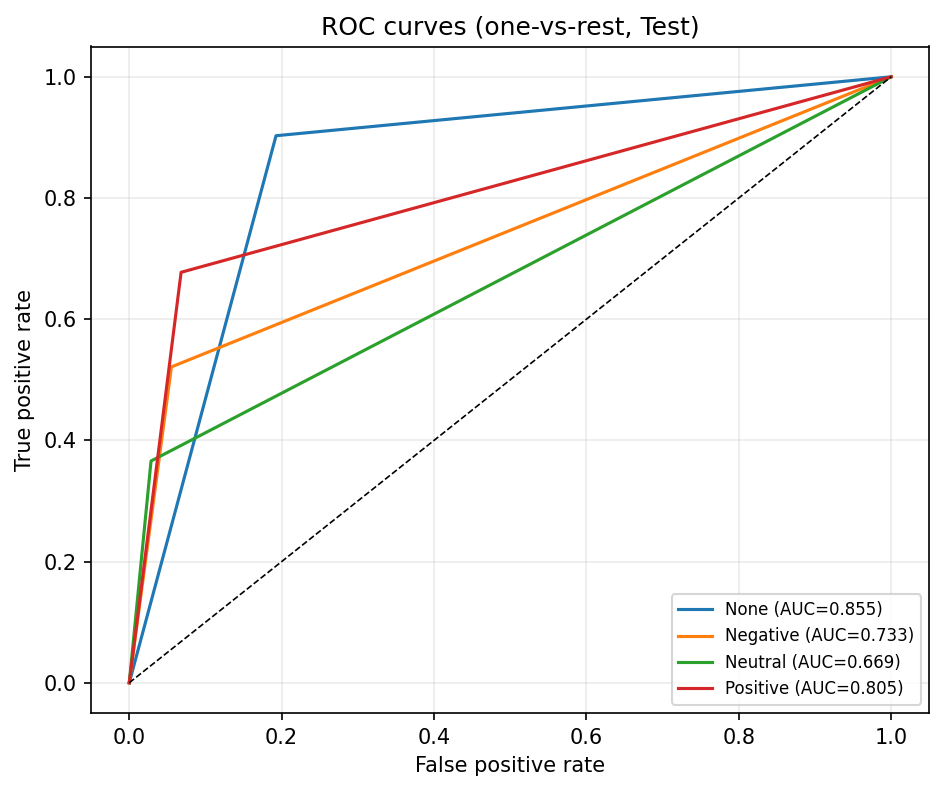 ROC curves (one-vs-rest, Test)
True positive rate
1.0
0.8
0.6
0.4
0.2
0.0
None (AUC=0.855)
Negative (AUC=0.733)
Neutral (AUC=0.669)
Positive (AUC=0.805)
0.0 0.2 0.4 0.6 0.8 1.0
False positive rate